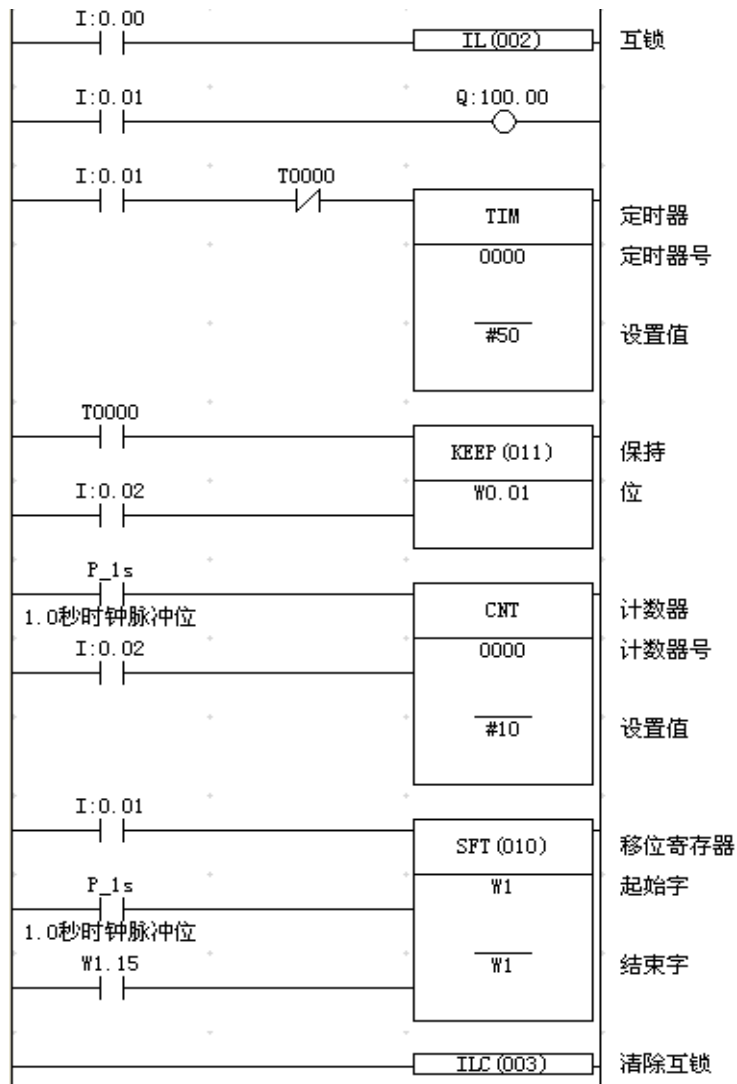 I:0.00
IL(002) 互锁
I:0.01 Q:100.00
I:0.01 T0000
TIM 定时器
0000 定时器号
#50 设置值
T0000
KEEP(011) 保持
I:0.02 W0.01 位
P_1s
CNT 计数器
1.0秒时钟脉冲位
I:0.02 0000 计数器号
#10 设置值
I:0.01
SFT(010) 移位寄存器
P_1s W1 起始字
1.0秒时钟脉冲位
W1.15 W1 结束字
ILC(003) 清除互锁